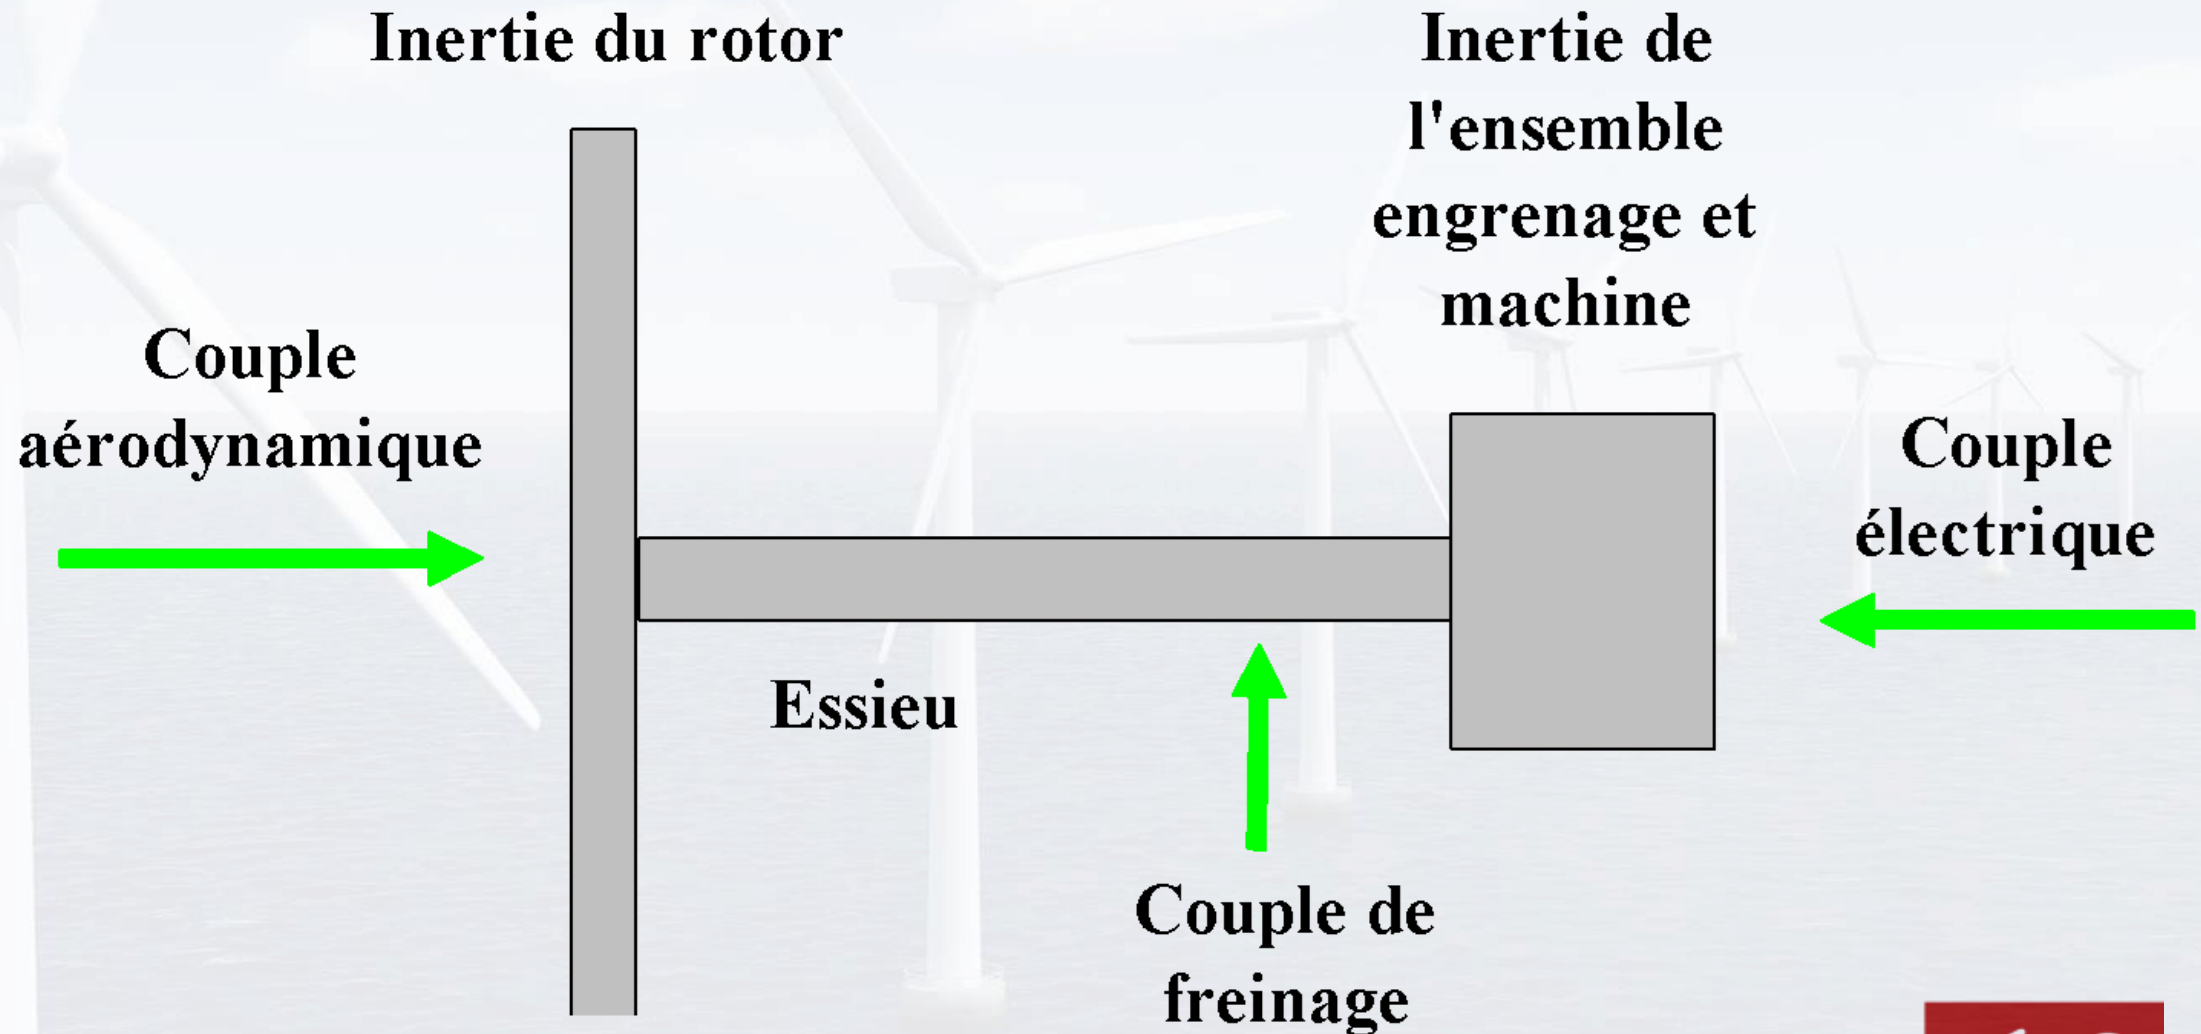 Inertie du rotor
Inertie de
l'ensemble
engrenage et
machine
Couple
aérodynamique
Couple
électrique
Essieu
Couple de
freinage